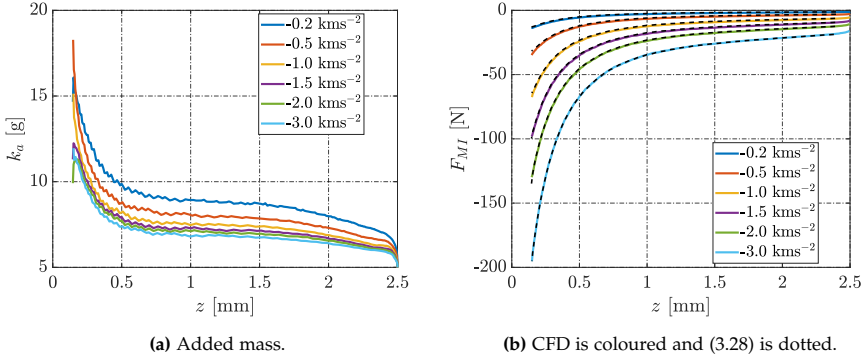 20
15
10
5
k_a [g]
0
0.5
1
1.5
2
2.5
z [mm]
-0.2 kms⁻²
-0.5 kms⁻²
-1.0 kms⁻²
-1.5 kms⁻²
-2.0 kms⁻²
-3.0 kms⁻²
(a) Added mass.
0
-50
-100
-150
-200
F_MI [N]
0
0.5
1
1.5
2
2.5
z [mm]
-0.2 kms⁻²
-0.5 kms⁻²
-1.0 kms⁻²
-1.5 kms⁻²
-2.0 kms⁻²
-3.0 kms⁻²
(b) CFD is coloured and (3.28) is dotted.